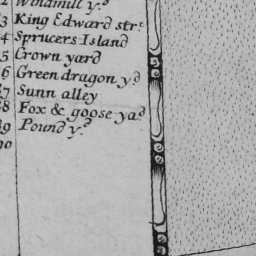 2 Windmill y.d
3 King Edward str.t
4 Sprucers Island
5 Crown yard
6 Green dragon y.d
7 Sunn alley
8 Fox & goose ya.d
9 Pound y.d
00